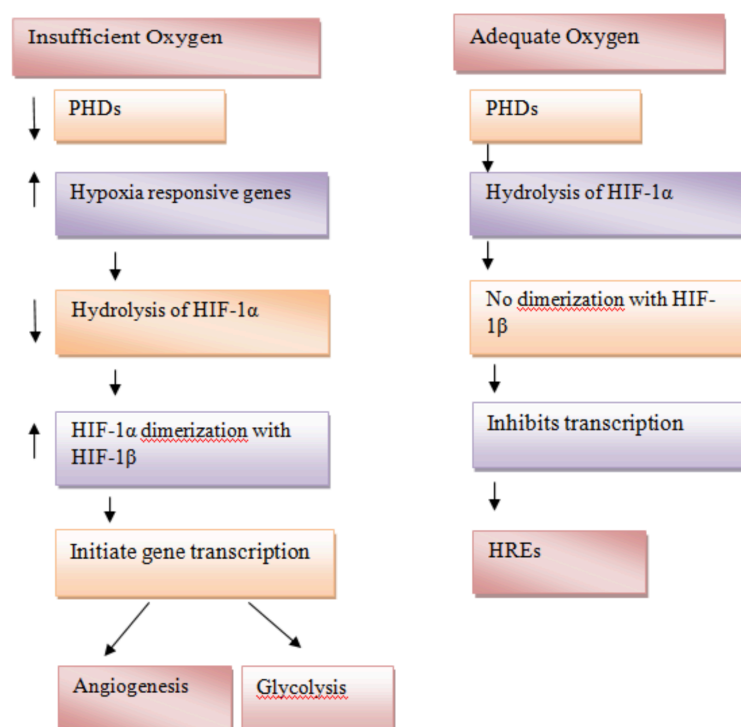 Insufficient Oxygen
PHDs
Hypoxia responsive genes
Hydrolysis of HIF-1α
HIF-1α dimerization with
HIF-1β
Initiate gene transcription
Angiogenesis
Glycolysis
Adequate Oxygen
PHDs
Hydrolysis of HIF-1α
No dimerization with HIF-
1β
Inhibits transcription
HREs